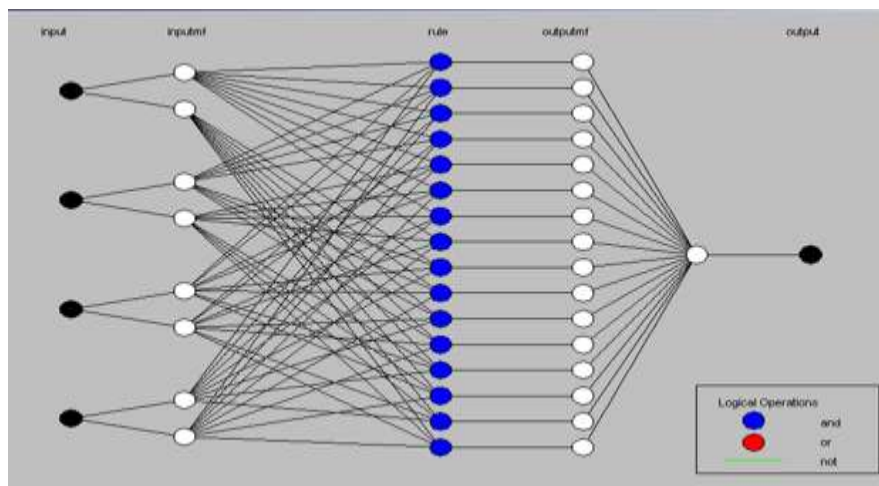 input inputmf rule outputmf output
Logical Operations
and
or
not